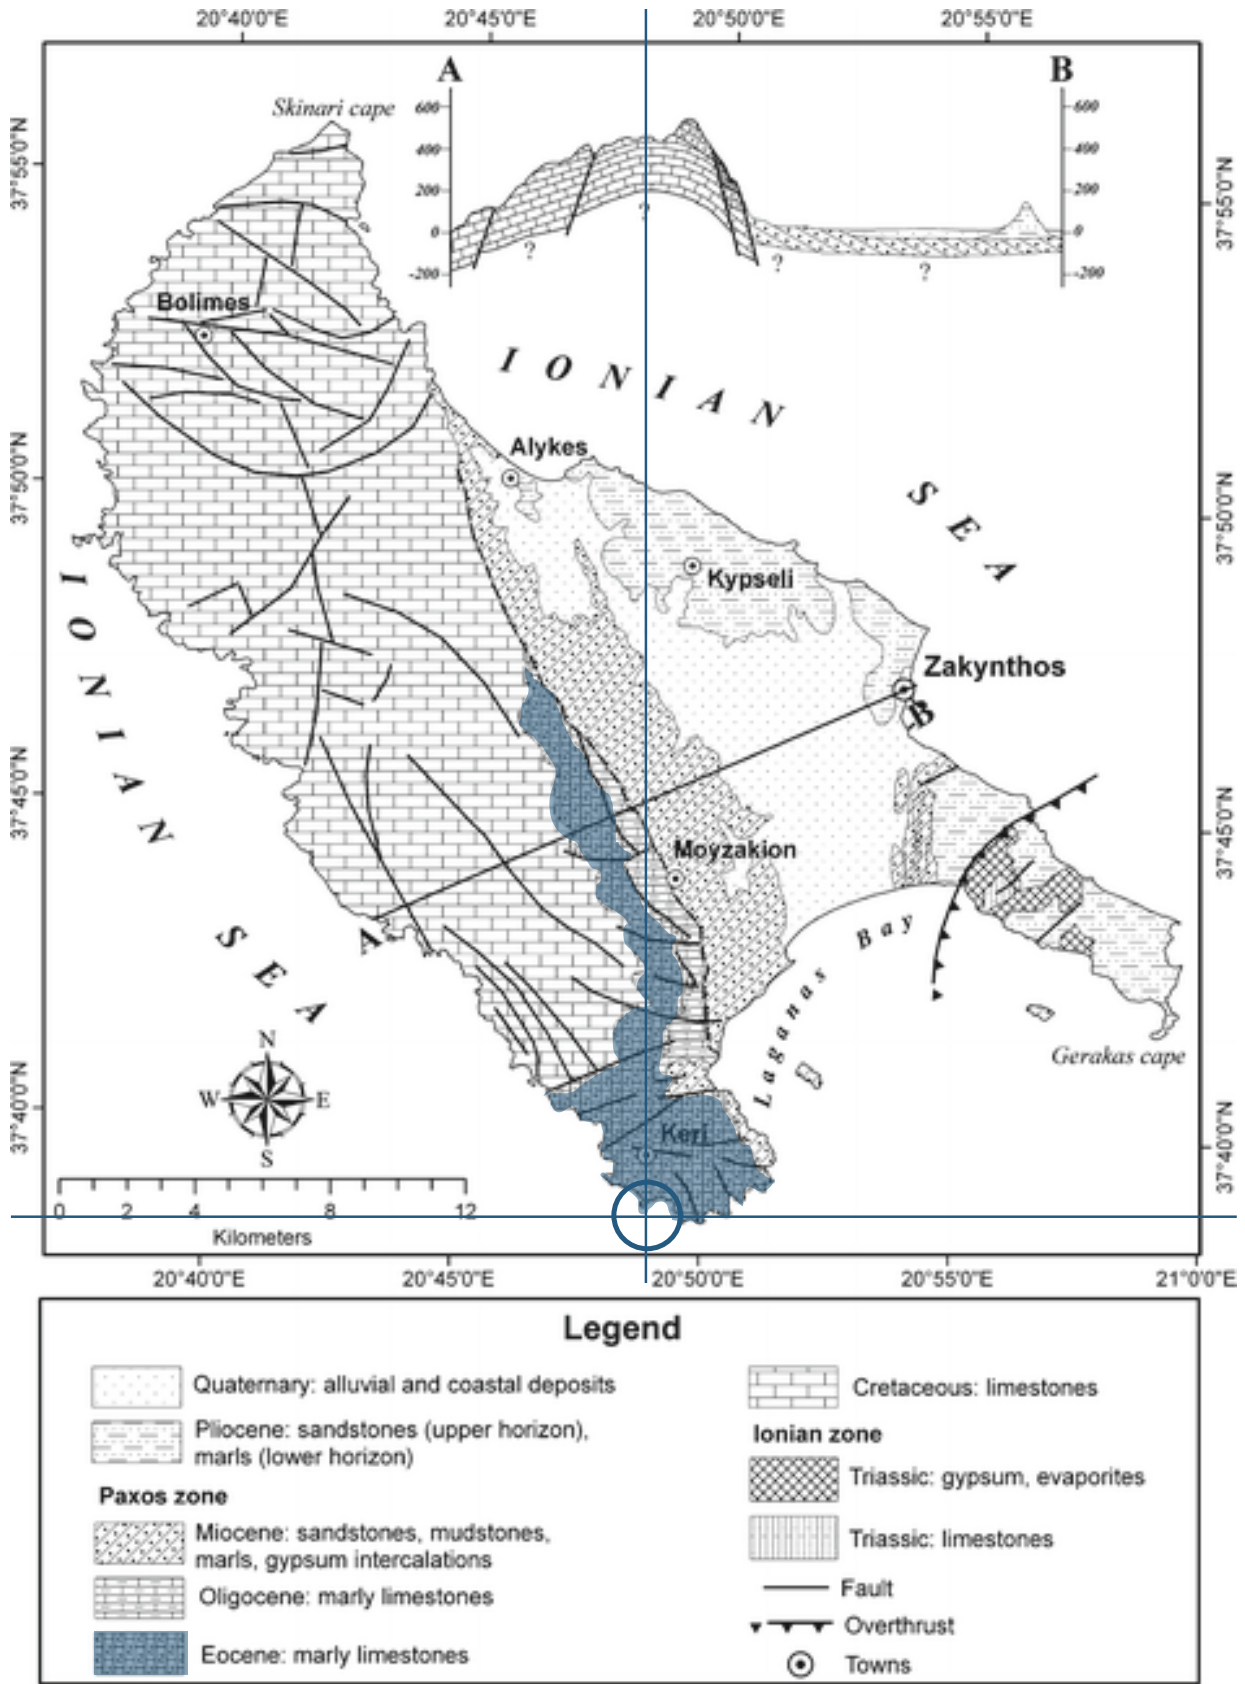 20°40'0"E 20°45'0"E 20°50'0"E 20°55'0"E
A B
Skinari cape
600 600
400 400
200 200
0 0
-200 -200
? ? ? ?
37°55'0"N 37°55'0"N
Bolimes
IONIAN SEA
Alykes
37°50'0"N 37°50'0"N
Kypseli
Zakynthos
B
IONIAN SEA
37°45'0"N 37°45'0"N
Moyzakion
A
Laganas Bay
Gerakas cape
N
W E
S
37°40'0"N 37°40'0"N
Keri
0 2 4 8 12
Kilometers
20°40'0"E 20°45'0"E 20°50'0"E 20°55'0"E 21°0'0"E
Legend
Quaternary: alluvial and coastal deposits
Pliocene: sandstones (upper horizon),
marls (lower horizon)
Paxos zone
Miocene: sandstones, mudstones,
marls, gypsum intercalations
Oligocene: marly limestones
Eocene: marly limestones
Cretaceous: limestones
Ionian zone
Triassic: gypsum, evaporites
Triassic: limestones
Fault
Overthrust
Towns